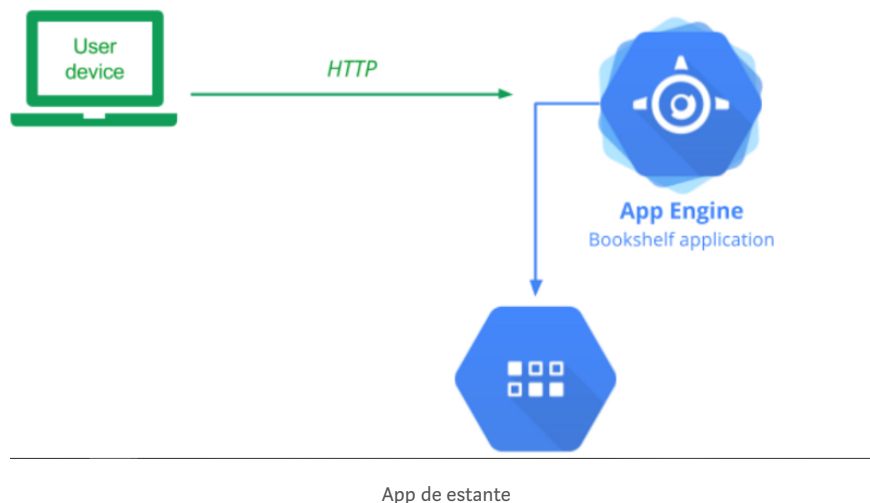 User
device
HTTP
App Engine
Bookshelf application
App de estante